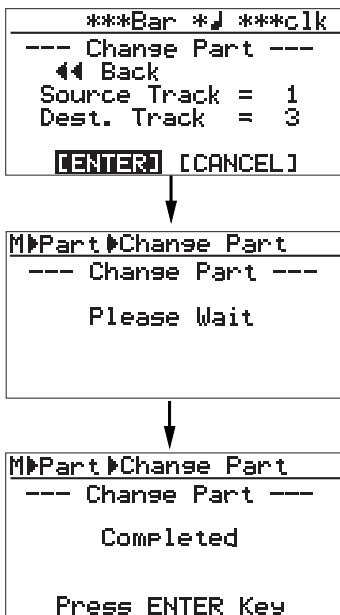 ***Bar *♩ ***clk
--- Change Part ---
◀◀ Back
Source Track = 1
Dest. Track = 3
[ENTER] [CANCEL]
M▶Part▶Change Part
--- Change Part ---
Please Wait
M▶Part▶Change Part
--- Change Part ---
Completed
Press ENTER Key